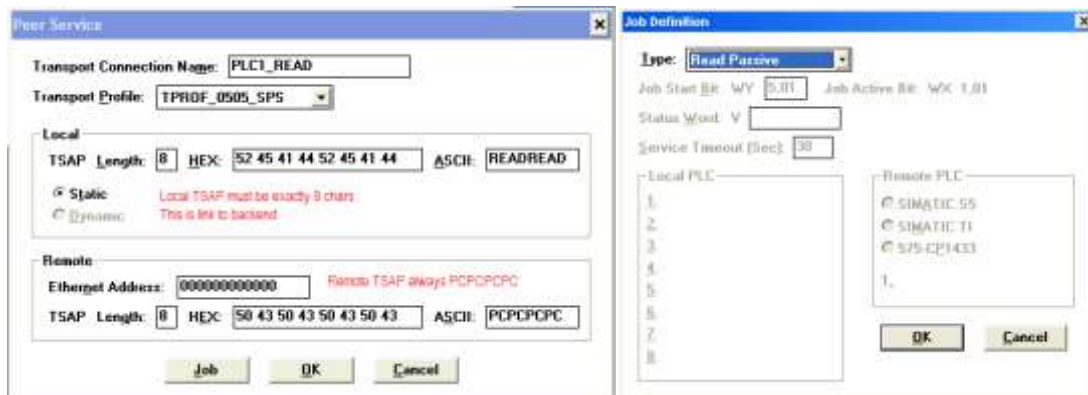 Peer Service
Transport Connection Name: PLC1_READ
Transport Profile: TPROF_0505_SPS
Local
TSAP Length: 8 HEX: 52 45 41 44 52 45 41 44 ASCII: READREAD
Static
Local TSAP must be exactly 8 chars
Dynamic
This is link to backend
Remote
Ethernet Address: 000000000000
Remote TSAP always PCPCPCPC
TSAP Length: 8 HEX: 50 43 50 43 50 43 50 43 ASCII: PCPCPCPC
Job OK Cancel
Job Definition
Type: Read Passive
Job Start Bit: WY 5.01 Job Active Bit: WX 1.01
Status Word: V
Service Timeout (Sec): 30
Local PLC
1.
2.
3.
4.
5.
6.
7.
8.
Remote PLC
SIMATIC S5
SIMATIC TI
S75-CP1433
1.
OK Cancel